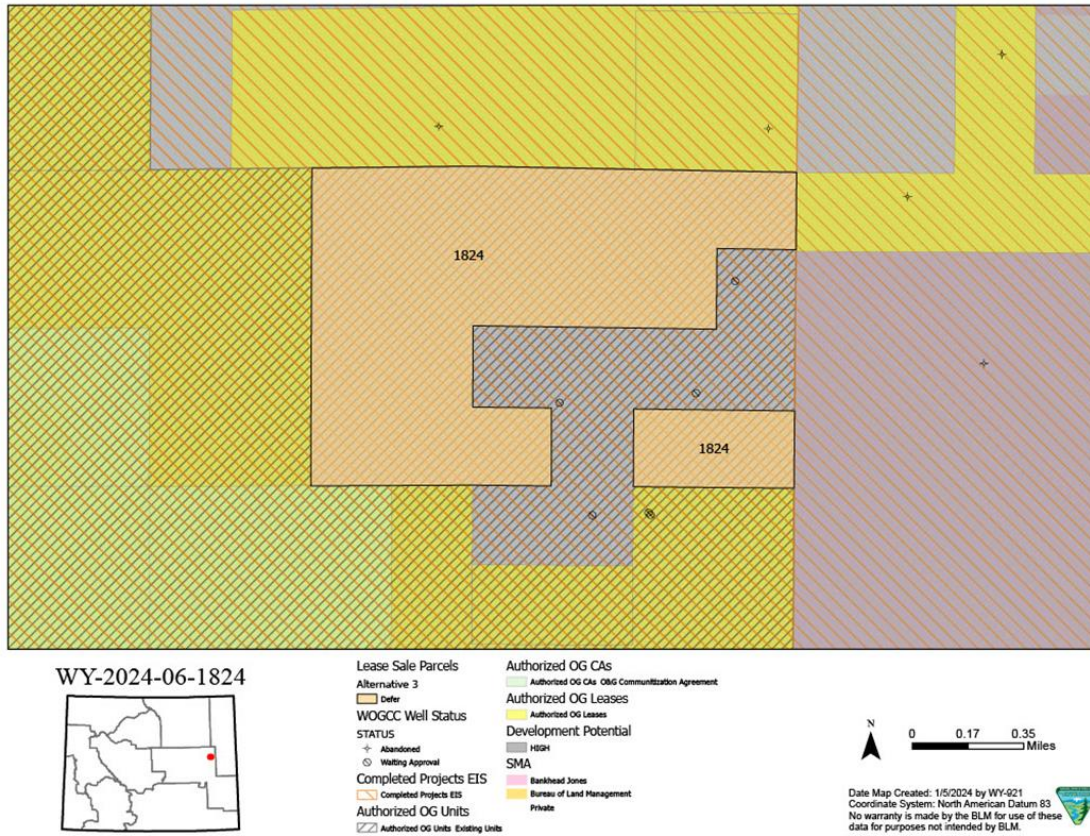 1824
1824
WY-2024-06-1824
Lease Sale Parcels
Alternative 3
Defer
WOGCC Well Status
STATUS
Abandoned
Waiting Approval
Completed Projects EIS
Completed Projects EIS
Authorized OG Units
Authorized OG Units Existing Units
Authorized OG CAs
Authorized OG CAs O&G Communitization Agreement
Authorized OG Leases
Authorized OG Leases
Development Potential
HIGH
SMA
Bankhead Jones
Bureau of Land Management
Private
N
0 0.17 0.35
Miles
Date Map Created: 1/5/2024 by WY-921
Coordinate System: North American Datum 83
No warranty is made by the BLM for use of these
data for purposes not intended by BLM.